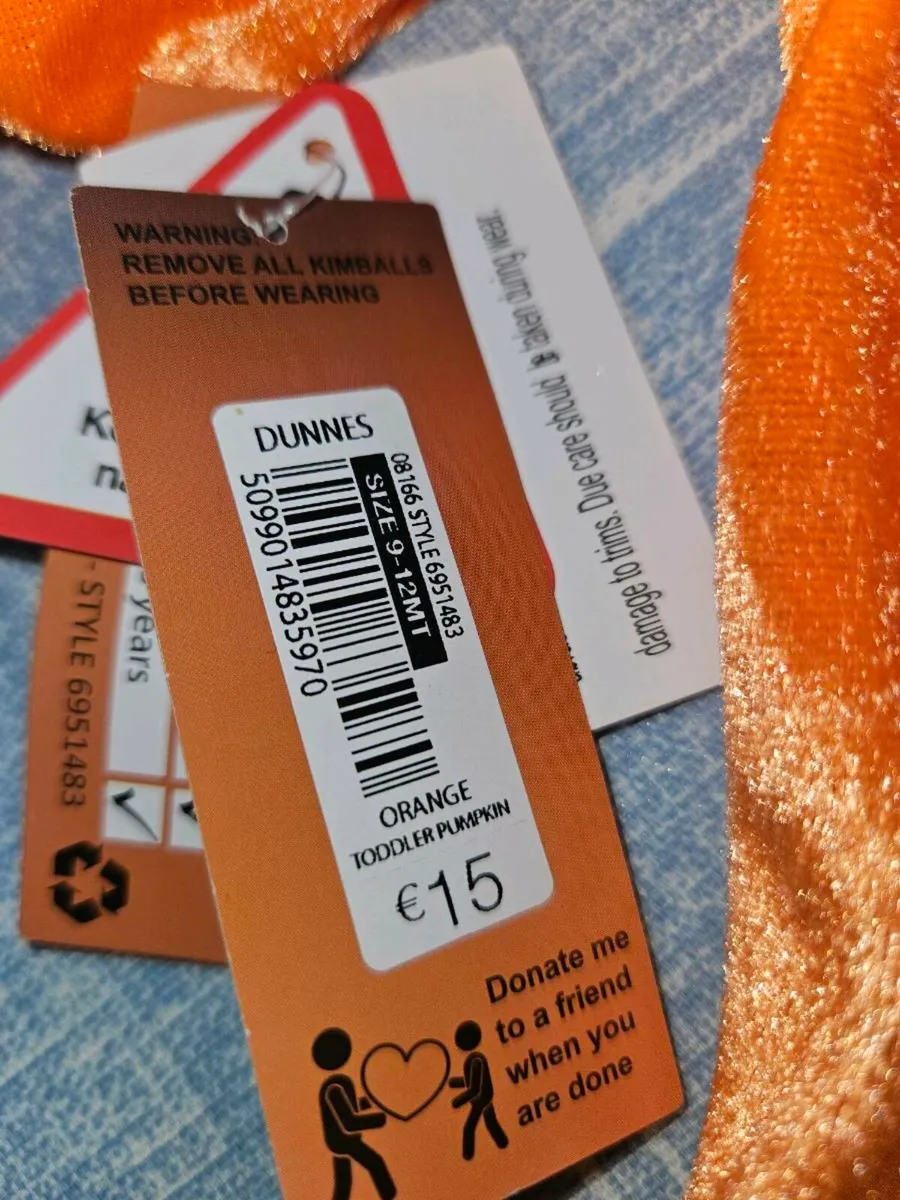 WARNING!
REMOVE ALL KIMBALLS
BEFORE WEARING
DUNNES
08166 STYLE 6951483
SIZE 9-12MT
5099014835970
ORANGE
TODDLER PUMPKIN
€15
Donate me
to a friend
when you
are done
damage to trims. Due care should be taken during wear.
- STYLE 6951483
years